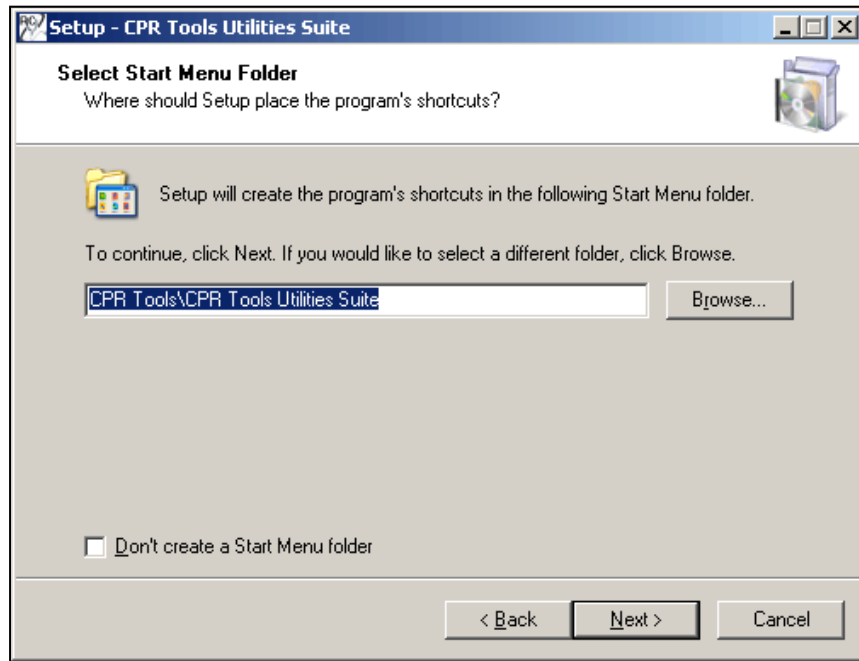 Setup - CPR Tools Utilities Suite
Select Start Menu Folder
Where should Setup place the program's shortcuts?
Setup will create the program's shortcuts in the following Start Menu folder.
To continue, click Next. If you would like to select a different folder, click Browse.
CPR Tools\CPR Tools Utilities Suite
Browse...
Don't create a Start Menu folder
< Back
Next >
Cancel